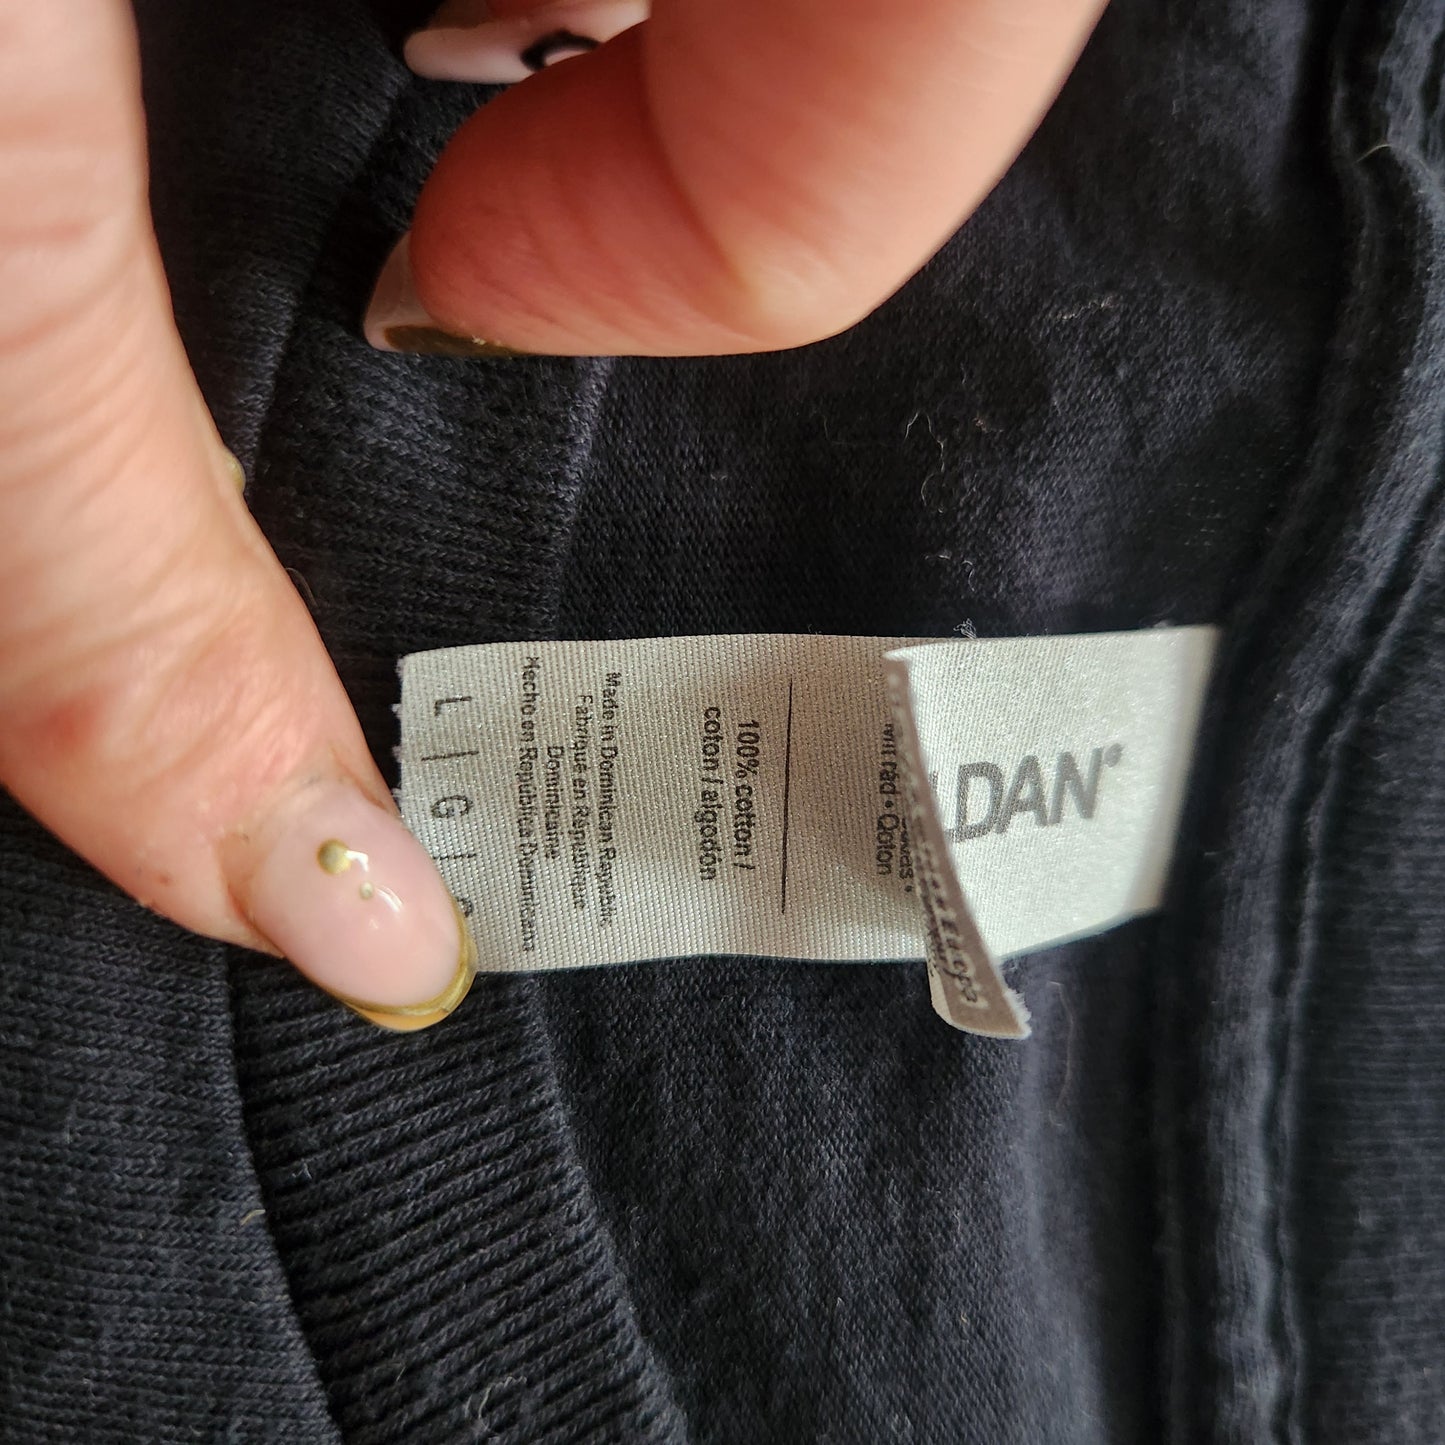 LDAN®
100% cotton /
coton / algodón
Made in Dominican Republic
Fabriqué en République
Dominicaine
Hecho en República Dominicana
L | G |